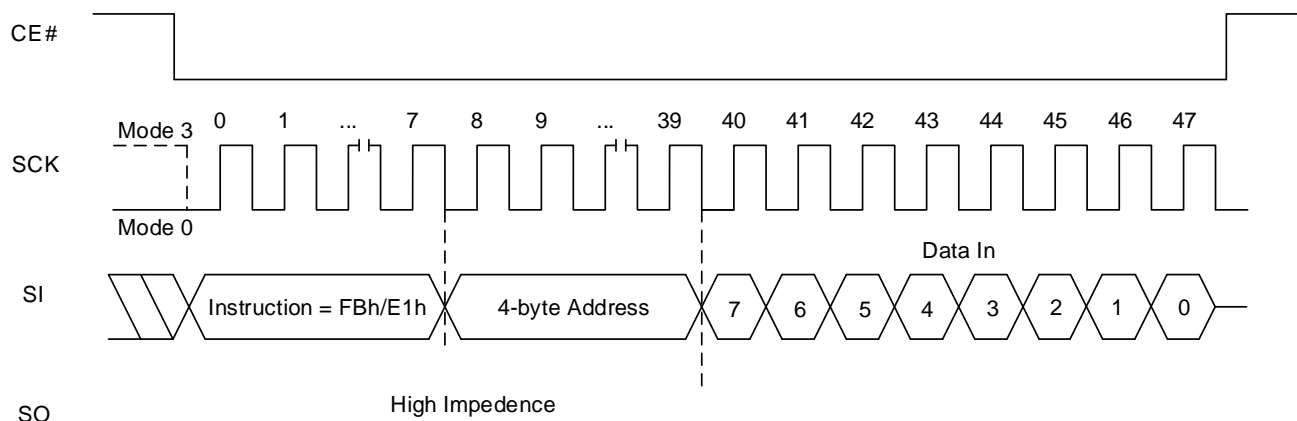 CE#
0 1 ... 7 8 9 ... 39 40 41 42 43 44 45 46 47
Mode 3
SCK
Mode 0
Data In
SI
Instruction = FBh/E1h
4-byte Address
7 6 5 4 3 2 1 0
High Impedence
SO